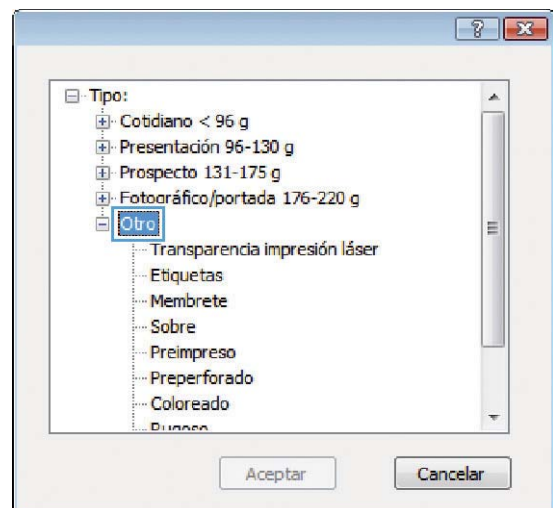 Tipo:
Cotidiano < 96 g
Presentación 96-130 g
Prospecto 131-175 g
Fotográfico/portada 176-220 g
Otro
Transparencia impresión láser
Etiquetas
Membrete
Sobre
Preimpreso
Preperforado
Coloreado
Aceptar
Cancelar